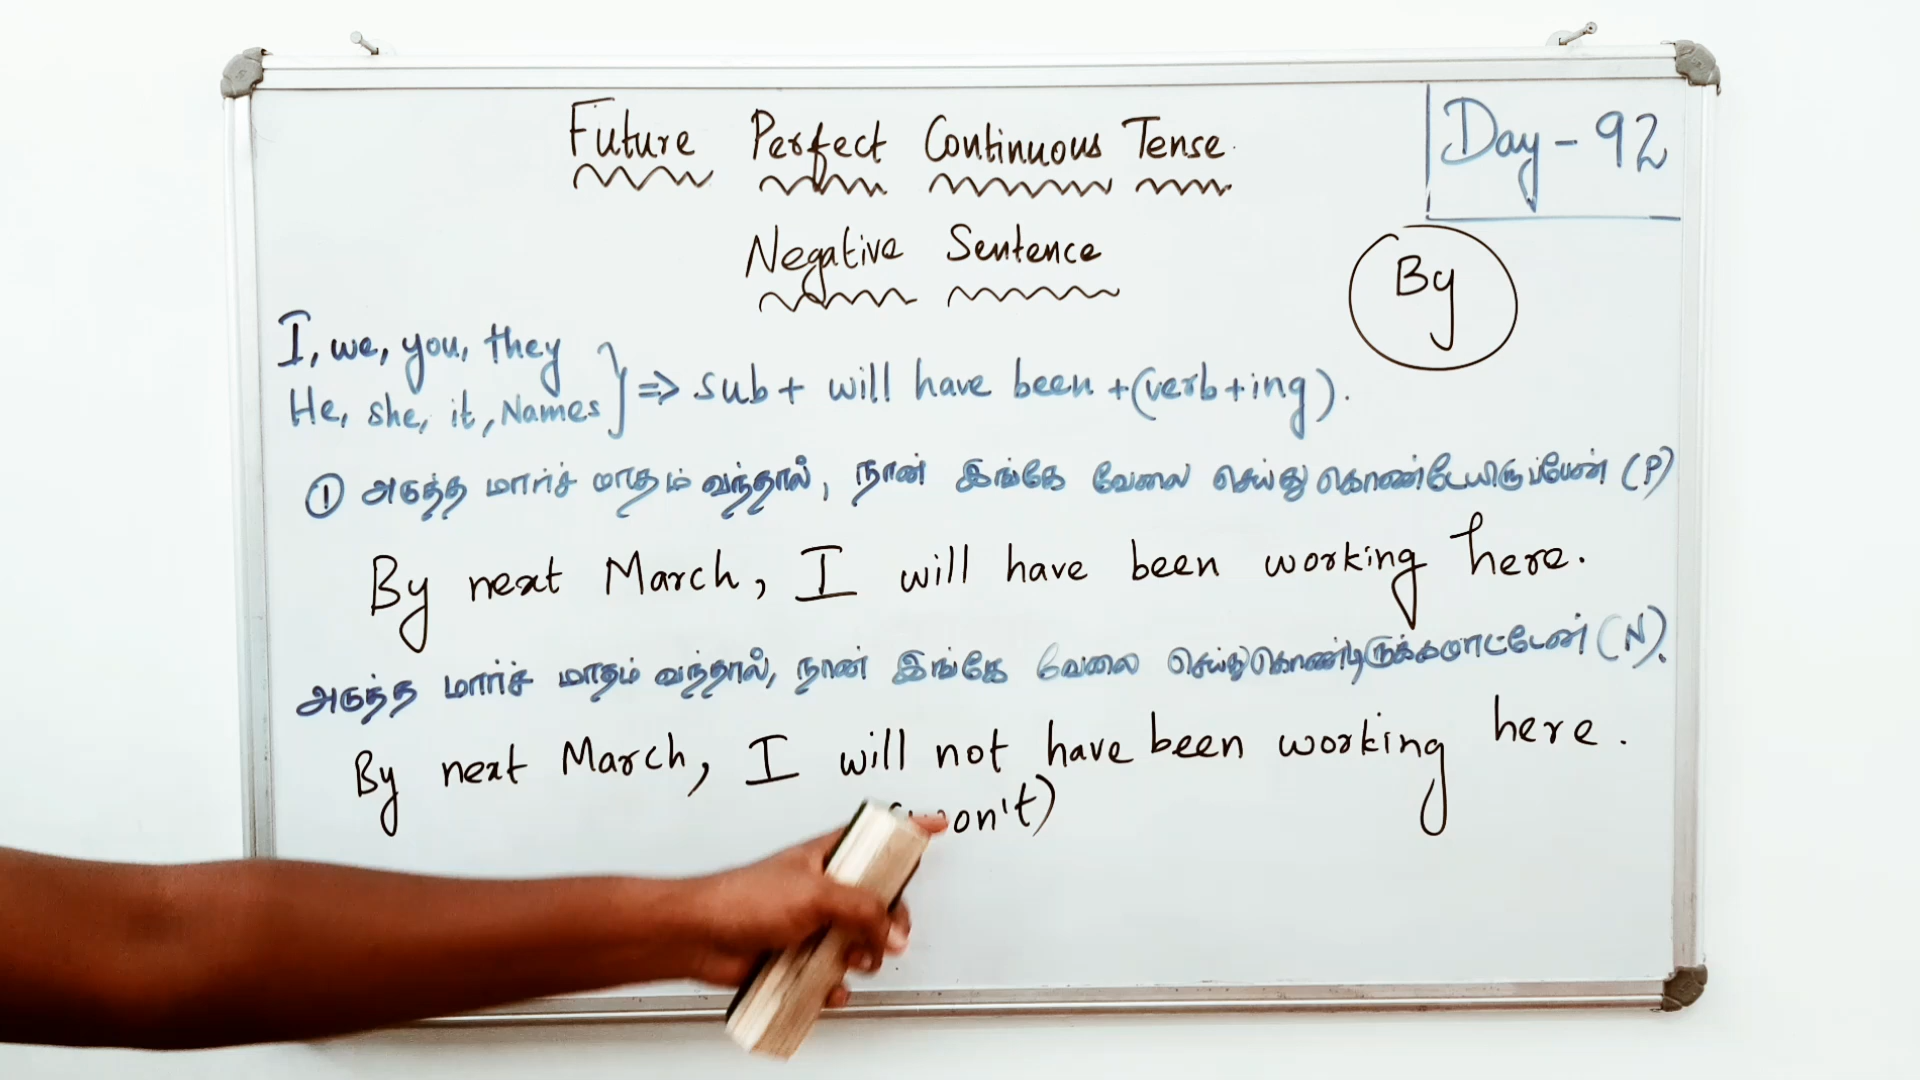 Future Perfect Continuous Tense
Day - 92
Negative Sentence
By
I, we, you, they
He, she, it, Names } => sub + will have been + (verb+ing).
① அடுத்த மார்ச் மாதம் வந்தால், நான் இங்கே வேலை செய்து கொண்டேயிருப்பேன் (P)
By next March, I will have been working here.
அடுத்த மார்ச் மாதம் வந்தால், நான் இங்கே வேலை செய்துகொண்டிருக்கமாட்டேன் (N).
By next March, I will not have been working here.
(won't)